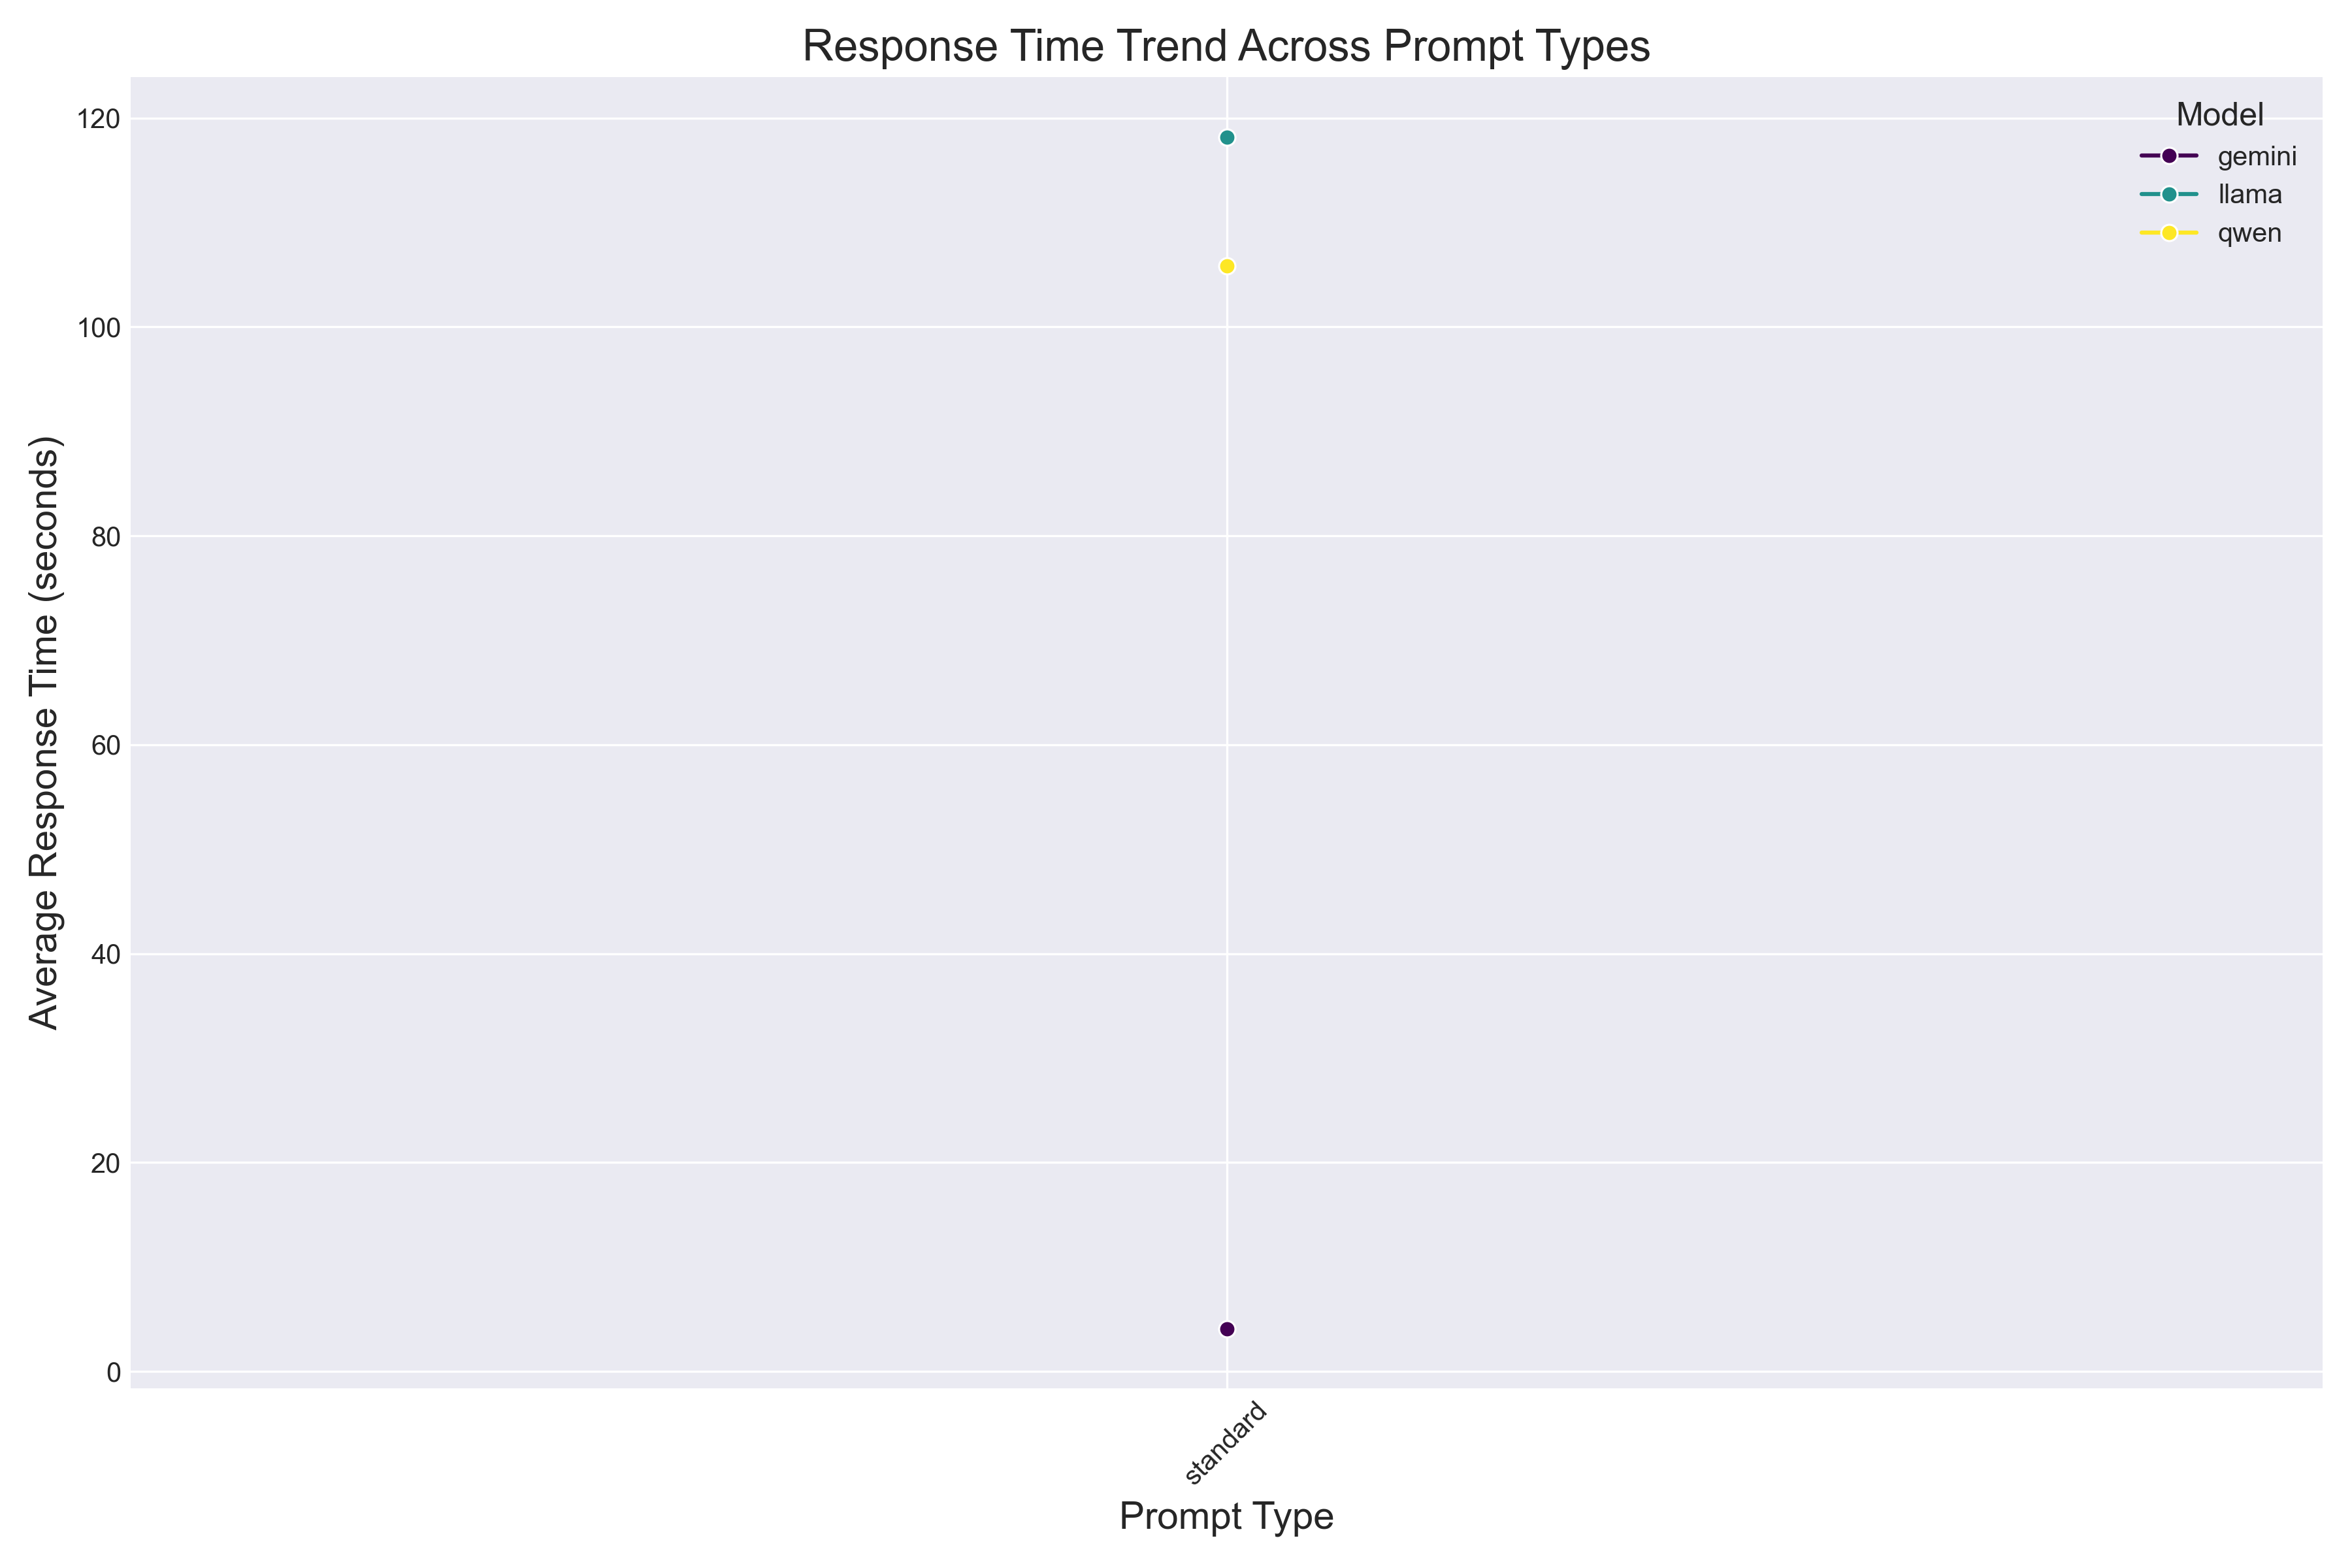 Response Time Trend Across Prompt Types
Model
gemini
llama
qwen
Average Response Time (seconds)
120
100
80
60
40
20
0
standard
Prompt Type